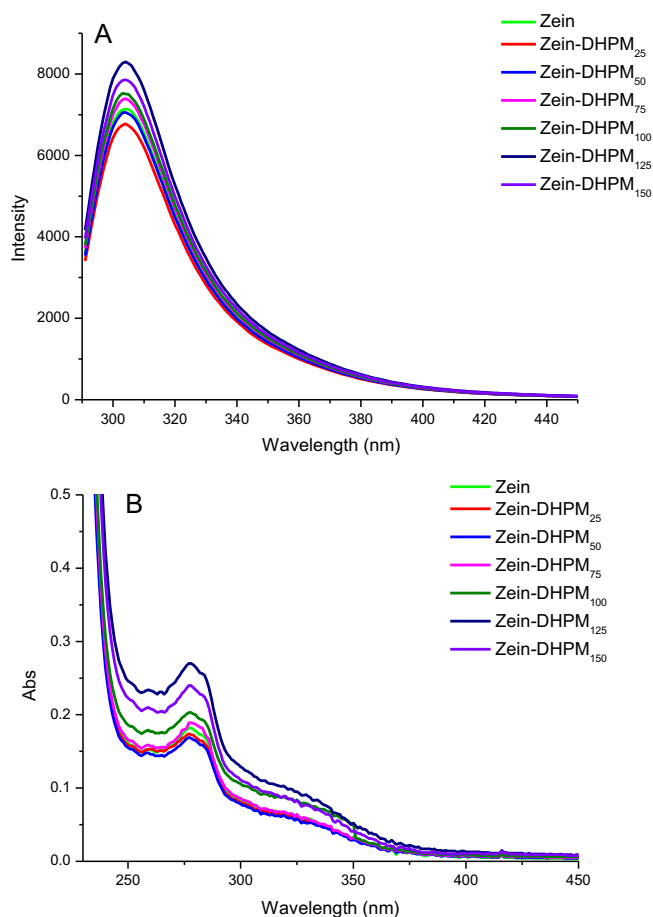 A
Zein
Zein-DHPM25
Zein-DHPM50
Zein-DHPM75
Zein-DHPM100
Zein-DHPM125
Zein-DHPM150
8000
6000
4000
2000
0
Intensity
300 320 340 360 380 400 420 440
Wavelength (nm)
B
Zein
Zein-DHPM25
Zein-DHPM50
Zein-DHPM75
Zein-DHPM100
Zein-DHPM125
Zein-DHPM150
0.5
0.4
0.3
0.2
0.1
0.0
Abs
250 300 350 400 450
Wavelength (nm)